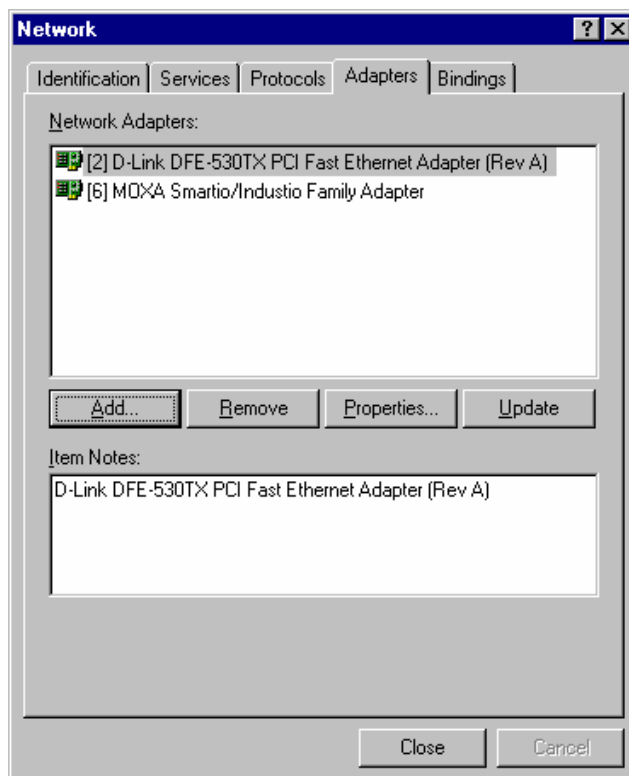 Network
Identification Services Protocols Adapters Bindings
Network Adapters:
[2] D-Link DFE-530TX PCI Fast Ethernet Adapter (Rev A)
[6] MOXA Smartio/Industio Family Adapter
Add... Remove Properties... Update
Item Notes:
D-Link DFE-530TX PCI Fast Ethernet Adapter (Rev A)
Close Cancel